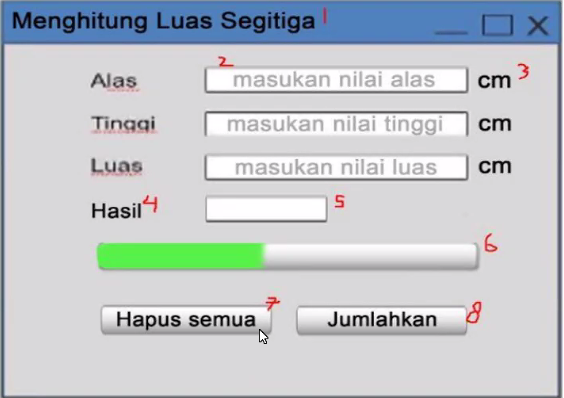 Menghitung Luas Segitiga 1
2
Alas masukan nilai alas cm 3
Tinggi masukan nilai tinggi cm
Luas masukan nilai luas cm
Hasil 4 5
6
Hapus semua 7 Jumlahkan 8